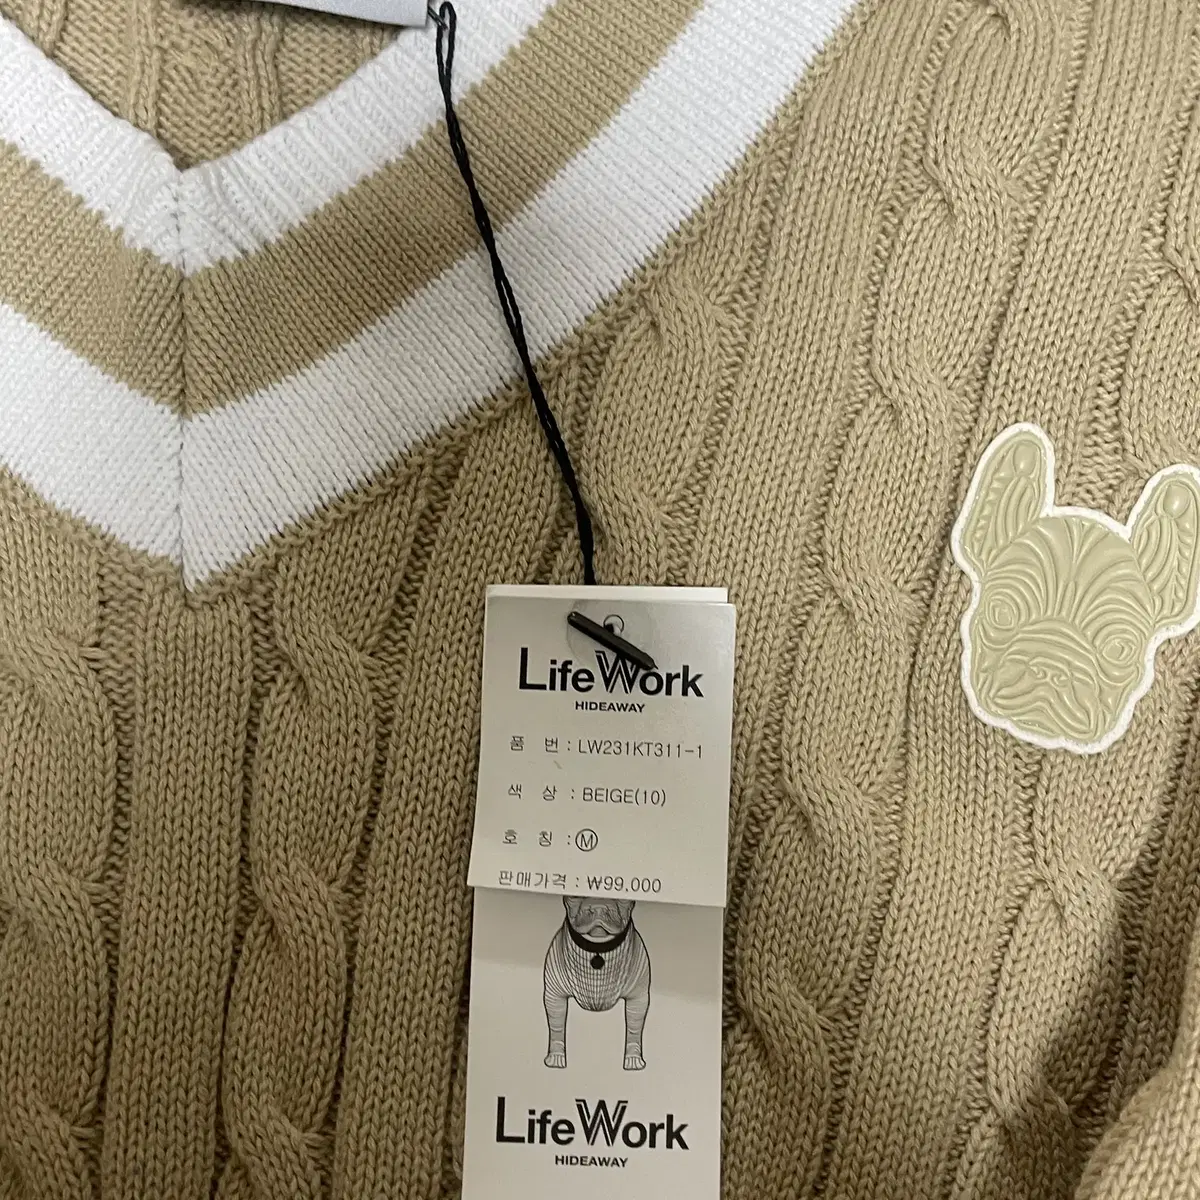 LifeWork
HIDEAWAY
품 번 : LW231KT311-1
색 상 : BEIGE(10)
호 칭 : Ⓜ
판매가격 : ₩99,000
LifeWork
HIDEAWAY